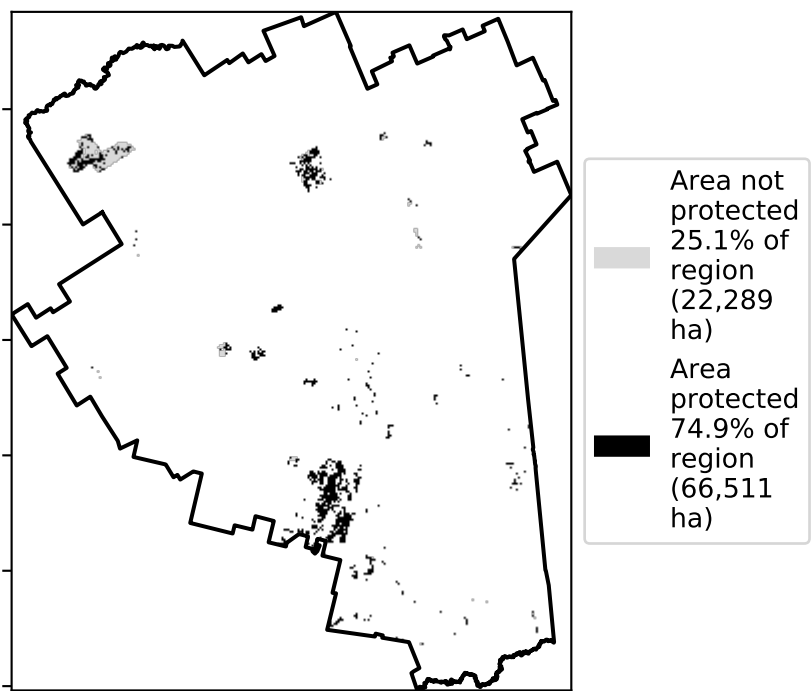 Area not
protected
25.1% of
region
(22,289
ha)
Area
protected
74.9% of
region
(66,511
ha)